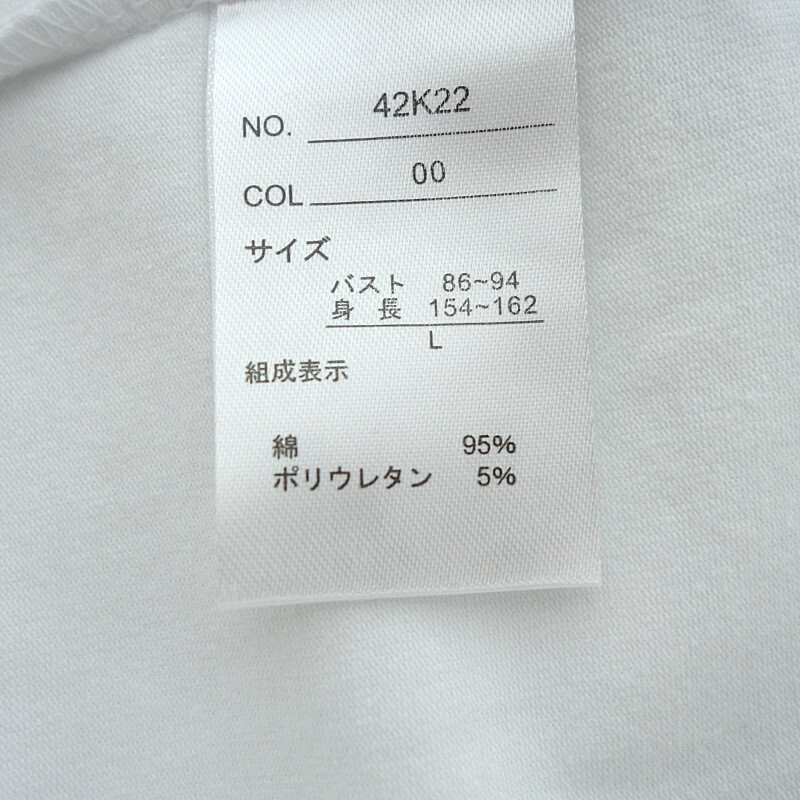 NO. 42K22
COL 00
サイズ
バスト 86~94
身 長 154~162
L
組成表示
綿 95%
ポリウレタン 5%